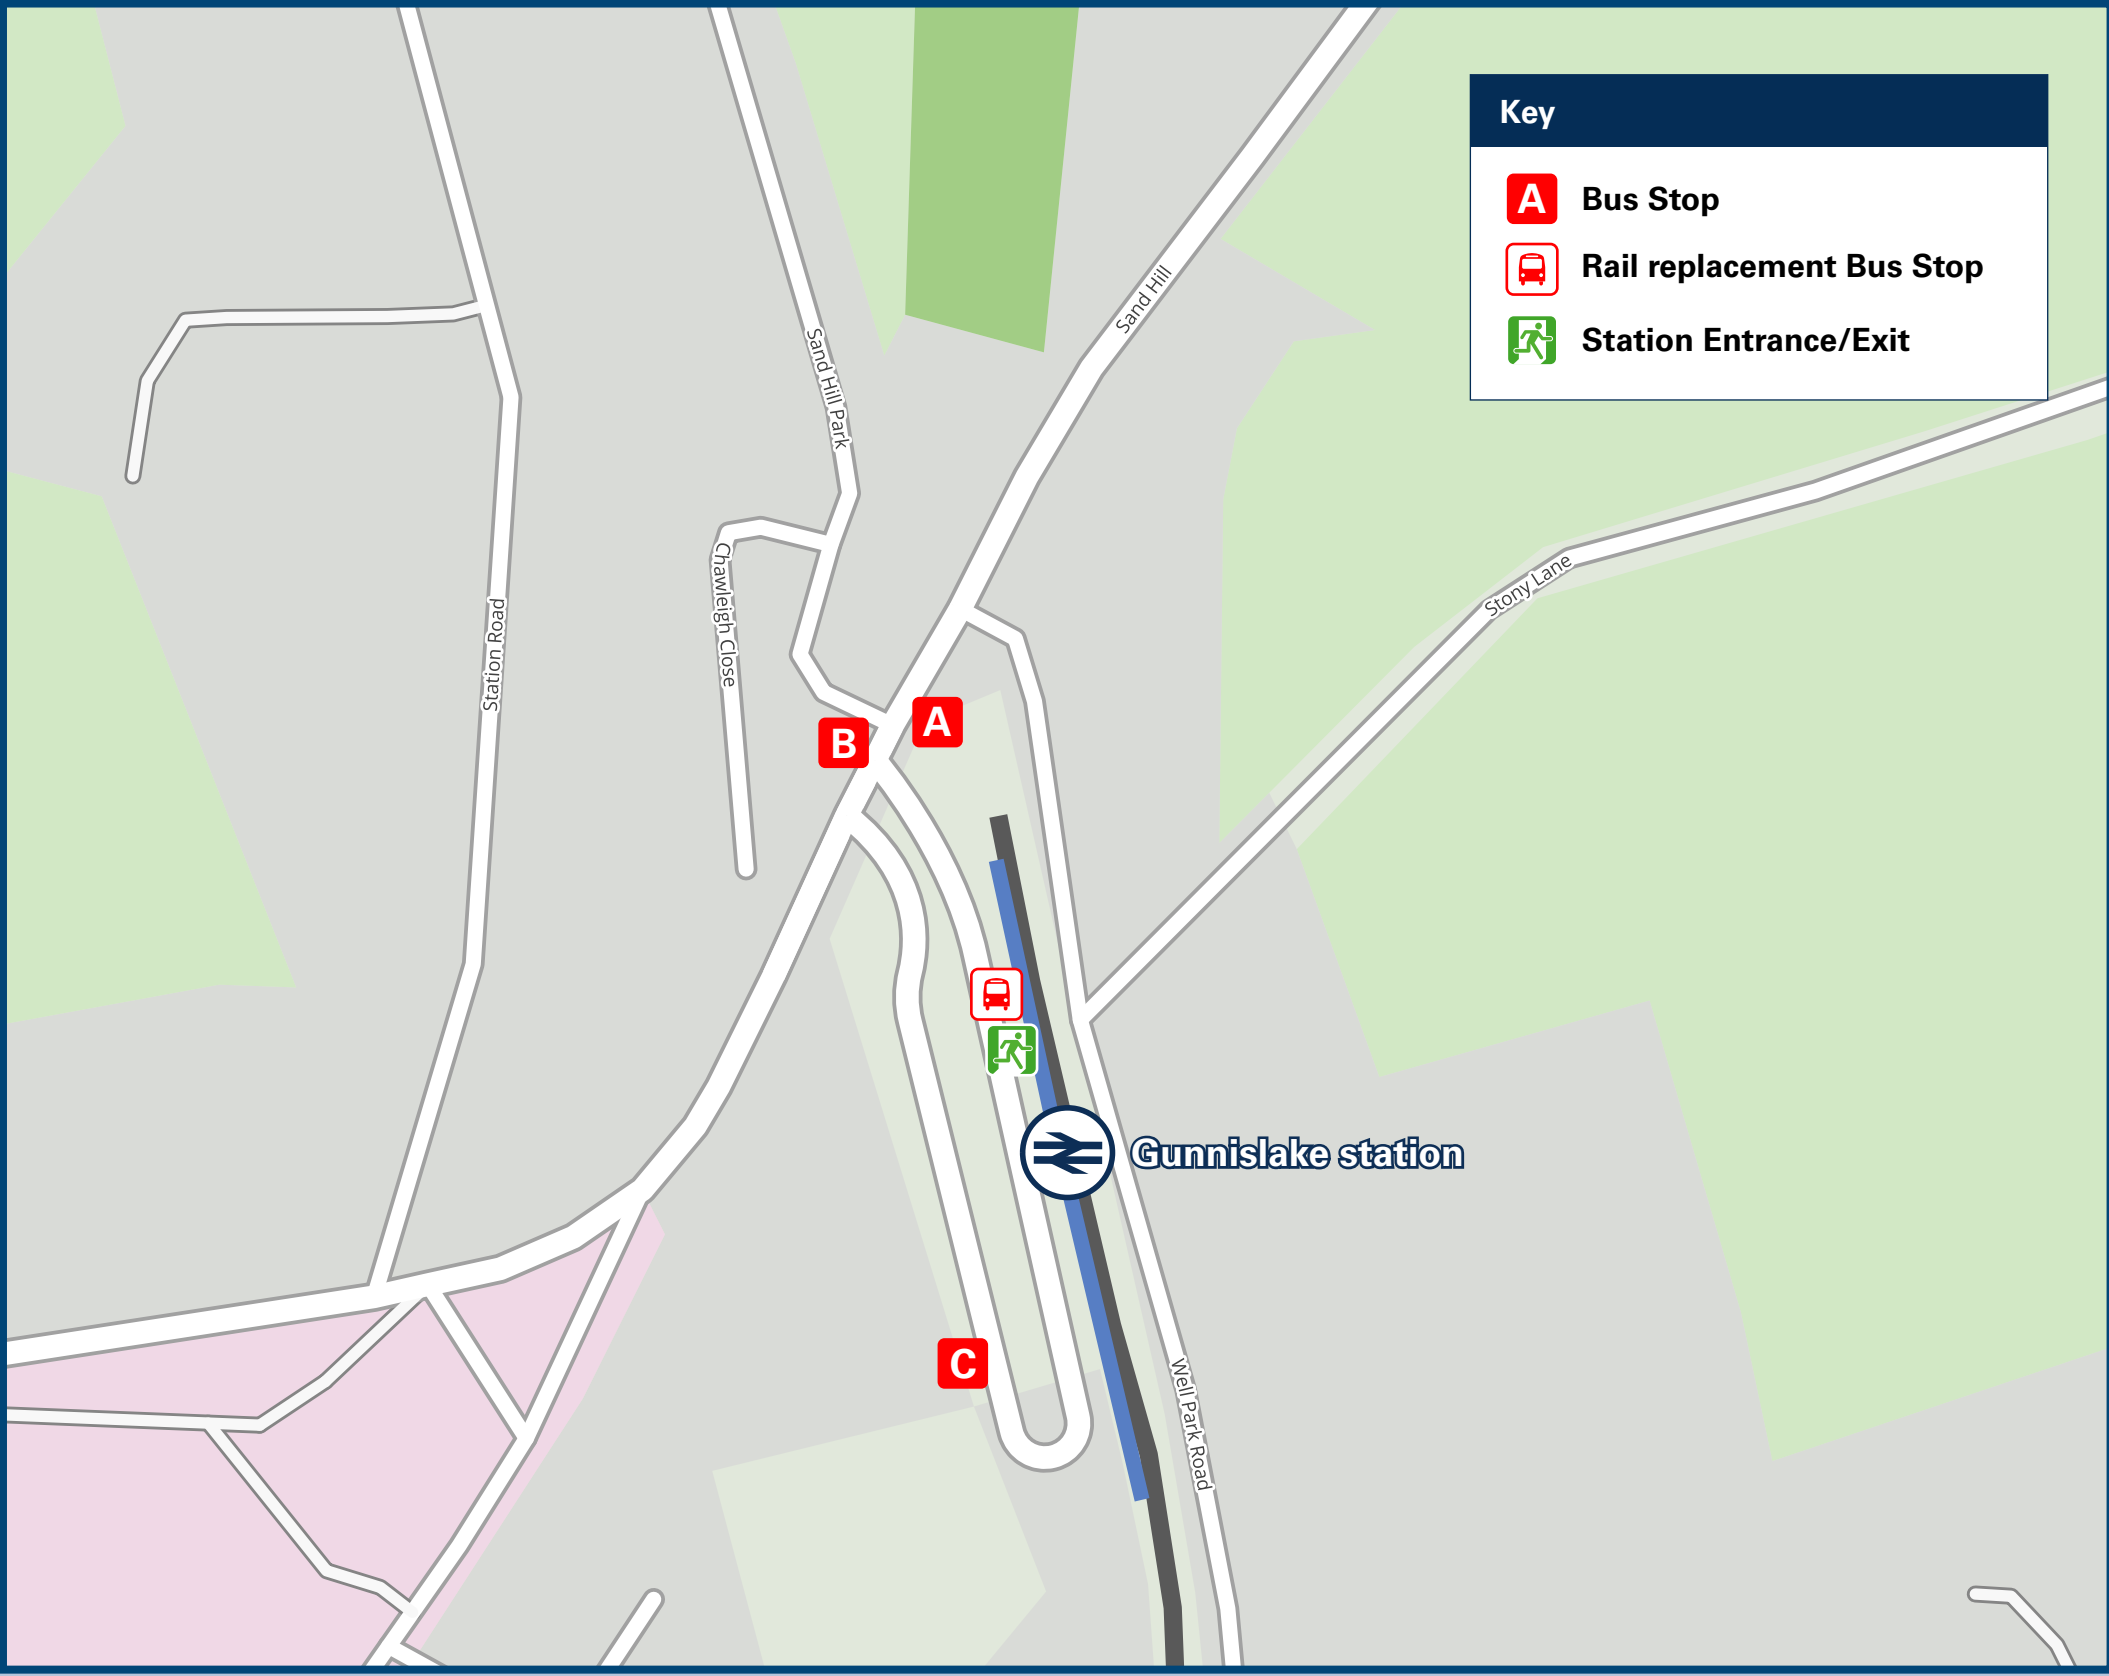 Key
A Bus Stop
Rail replacement Bus Stop
Station Entrance/Exit
Sand Hill
Sand Hill Park
Stony Lane
Chawleigh Close
Station Road
A
B
Gunnislake station
C
Well Park Road